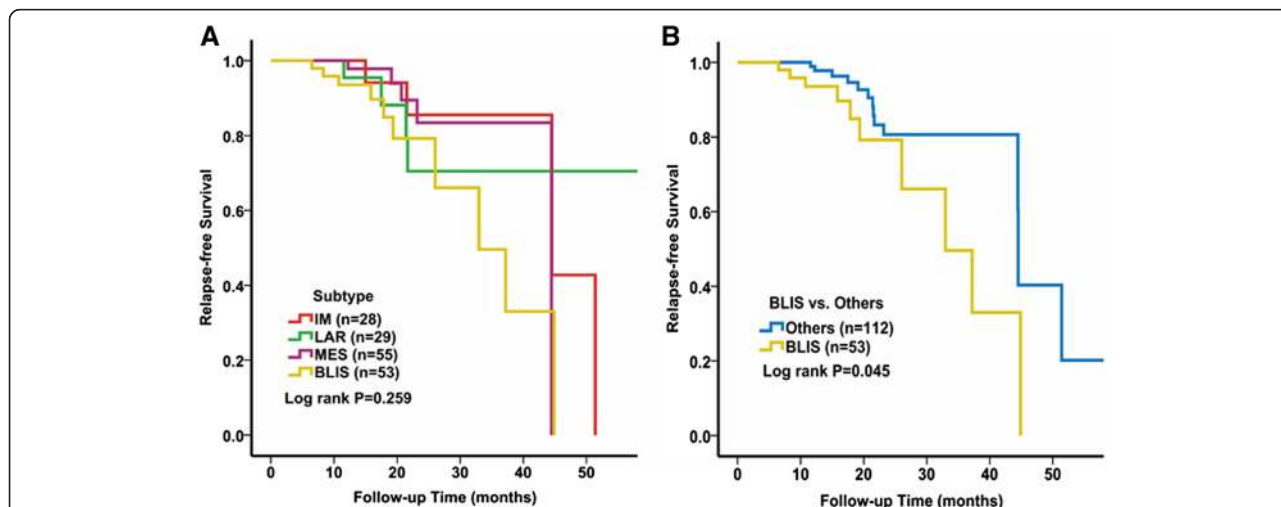 A
Relapse-free Survival
1.0
0.8
0.6
0.4
0.2
0.0
Subtype
IM (n=28)
LAR (n=29)
MES (n=55)
BLIS (n=53)
Log rank P=0.259
0 10 20 30 40 50
Follow-up Time (months)
B
Relapse-free Survival
1.0
0.8
0.6
0.4
0.2
0.0
BLIS vs. Others
Others (n=112)
BLIS (n=53)
Log rank P=0.045
0 10 20 30 40 50
Follow-up Time (months)